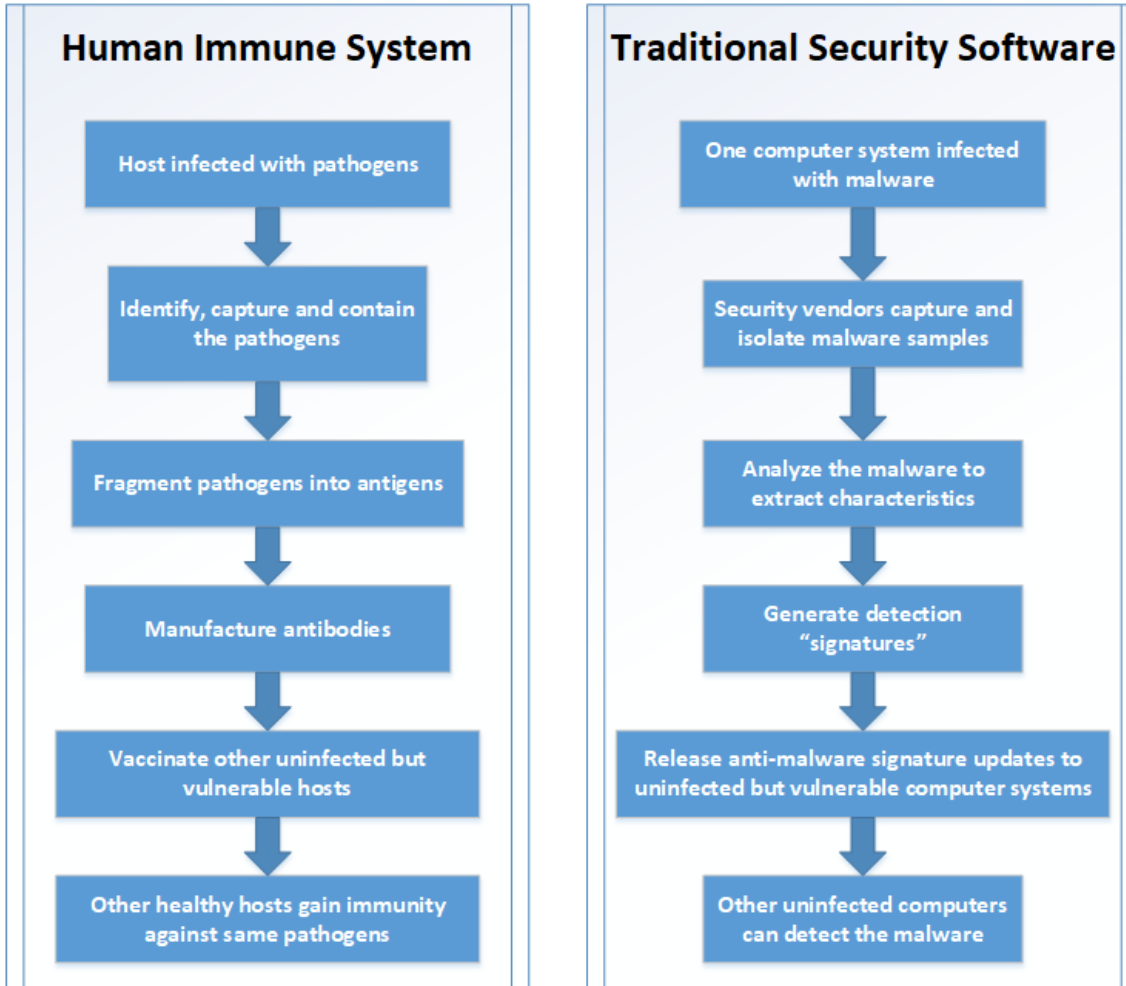 Human Immune System
Host infected with pathogens
Identify, capture and contain
the pathogens
Fragment pathogens into antigens
Manufacture antibodies
Vaccinate other uninfected but
vulnerable hosts
Other healthy hosts gain immunity
against same pathogens
Traditional Security Software
One computer system infected
with malware
Security vendors capture and
isolate malware samples
Analyze the malware to
extract characteristics
Generate detection
“signatures”
Release anti-malware signature updates to
uninfected but vulnerable computer systems
Other uninfected computers
can detect the malware